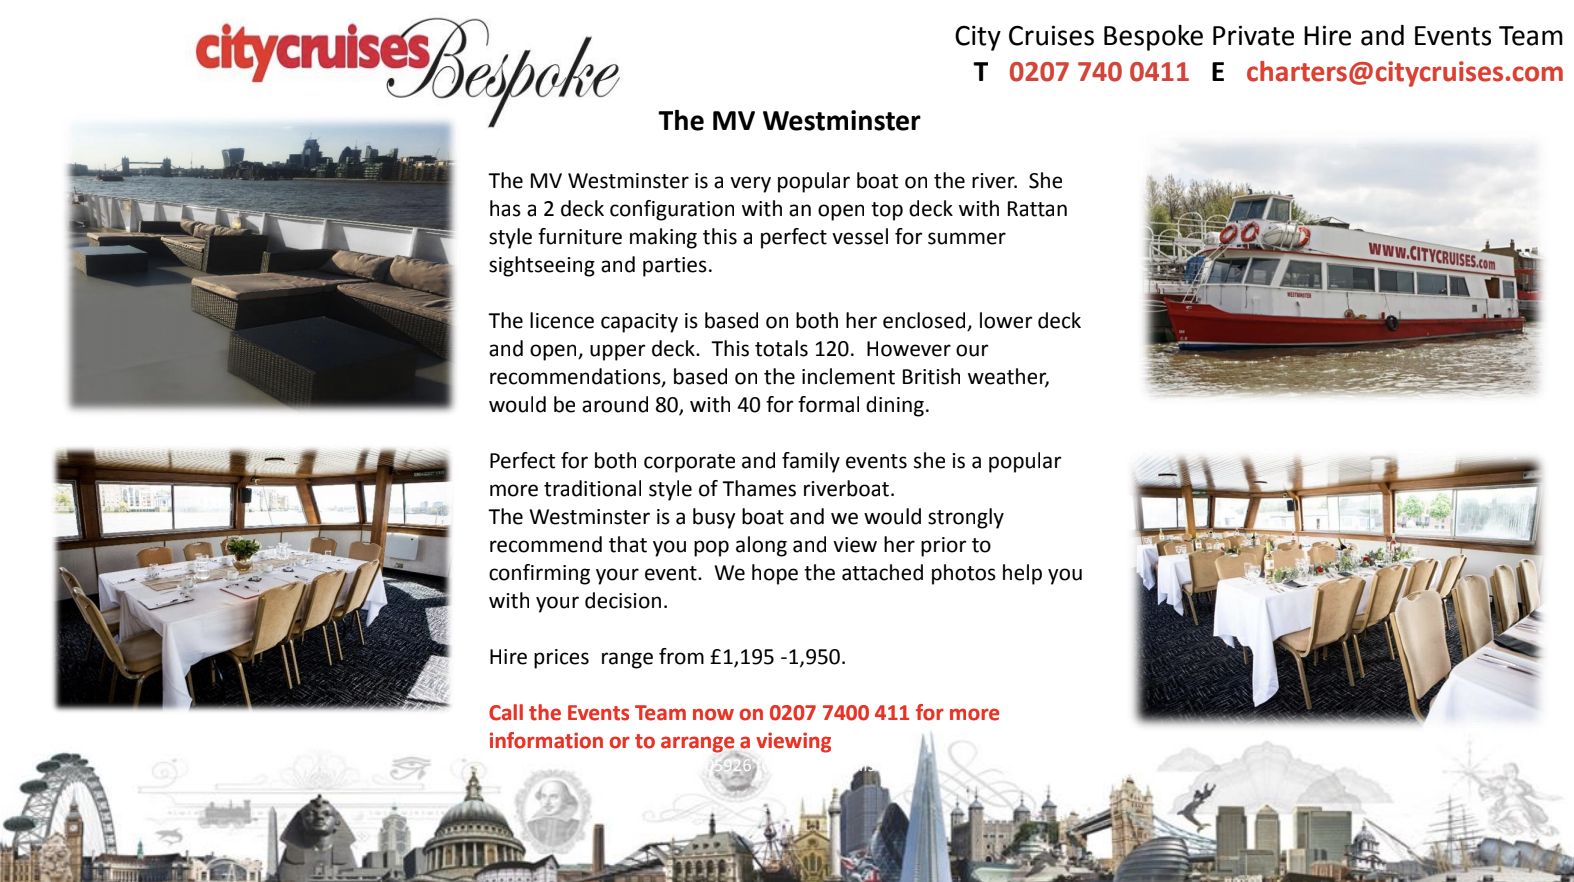 citycruises Bespoke
City Cruises Bespoke Private Hire and Events Team
T 0207 740 0411 E charters@citycruises.com
The MV Westminster
The MV Westminster is a very popular boat on the river. She
has a 2 deck configuration with an open top deck with Rattan
style furniture making this a perfect vessel for summer
sightseeing and parties.
The licence capacity is based on both her enclosed, lower deck
and open, upper deck. This totals 120. However our
recommendations, based on the inclement British weather,
would be around 80, with 40 for formal dining.
Perfect for both corporate and family events she is a popular
more traditional style of Thames riverboat.
The Westminster is a busy boat and we would strongly
recommend that you pop along and view her prior to
confirming your event. We hope the attached photos help you
with your decision.
Hire prices range from £1,195 -1,950.
Call the Events Team now on 0207 7400 411 for more
information or to arrange a viewing
www.CITYCRUISES.com
WESTMINSTER
5926